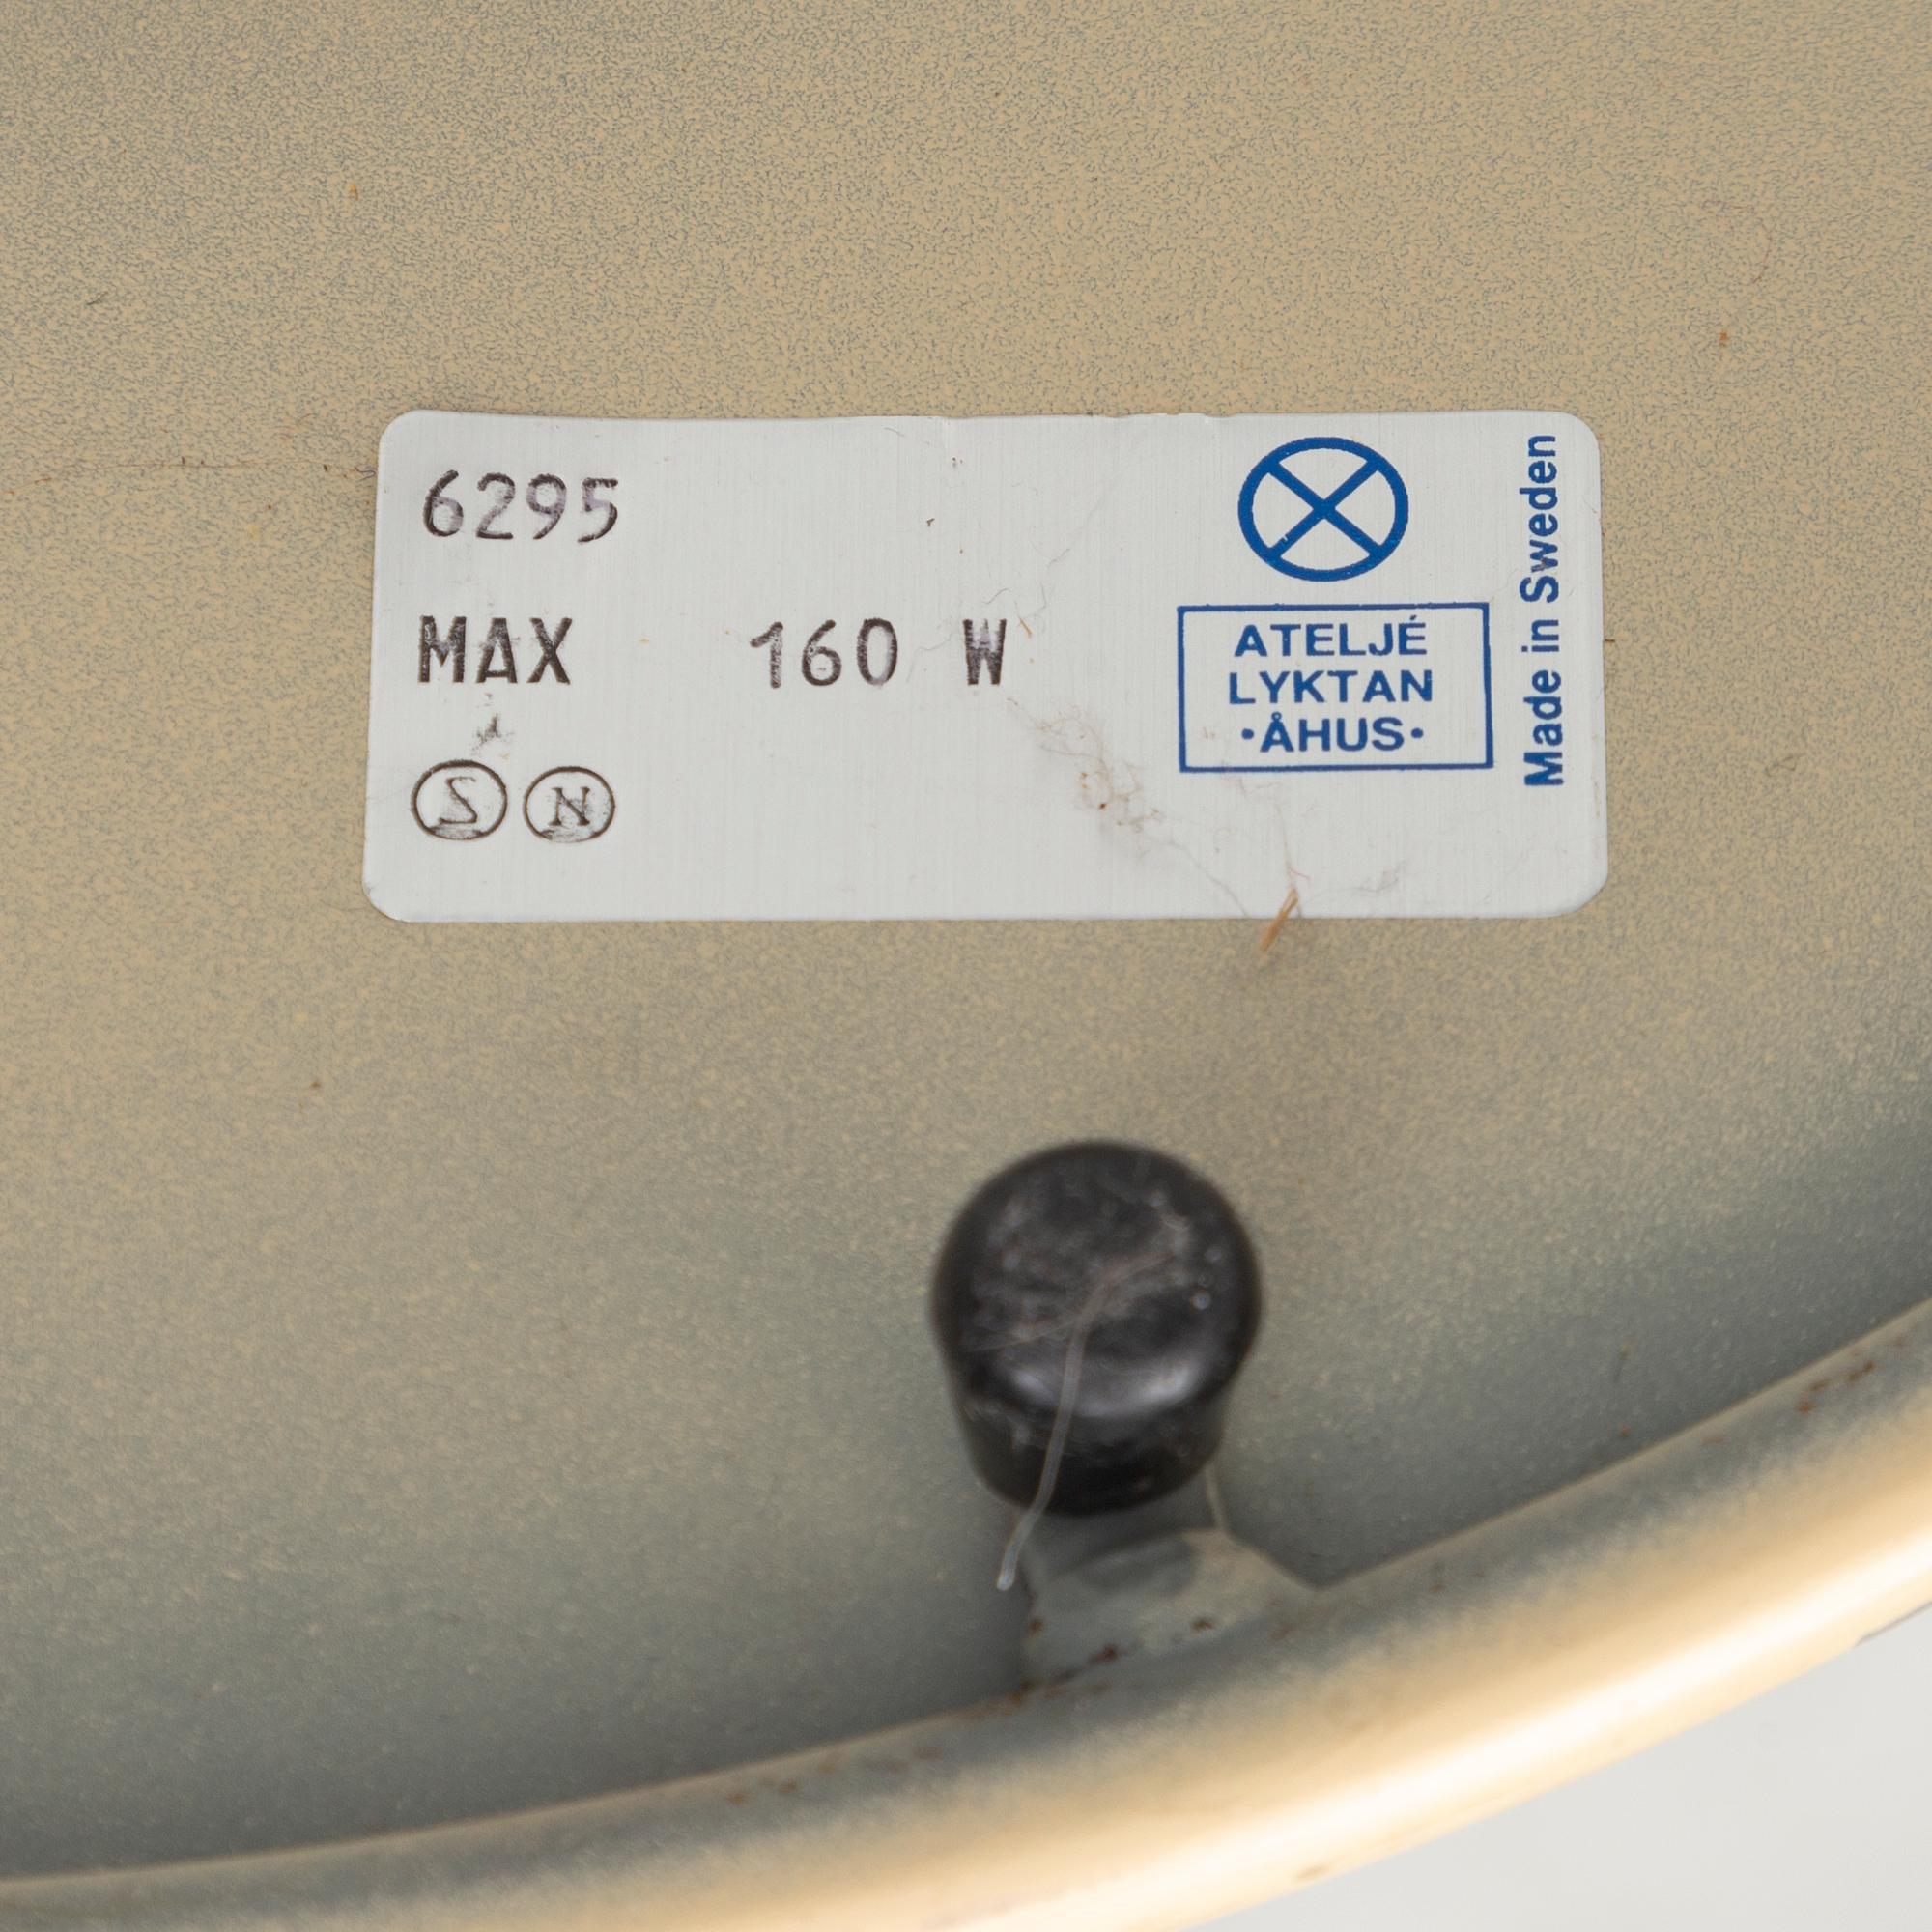 6295
MAX 160 W
S N
ATELJÉ
LYKTAN
·ÅHUS·
Made in Sweden